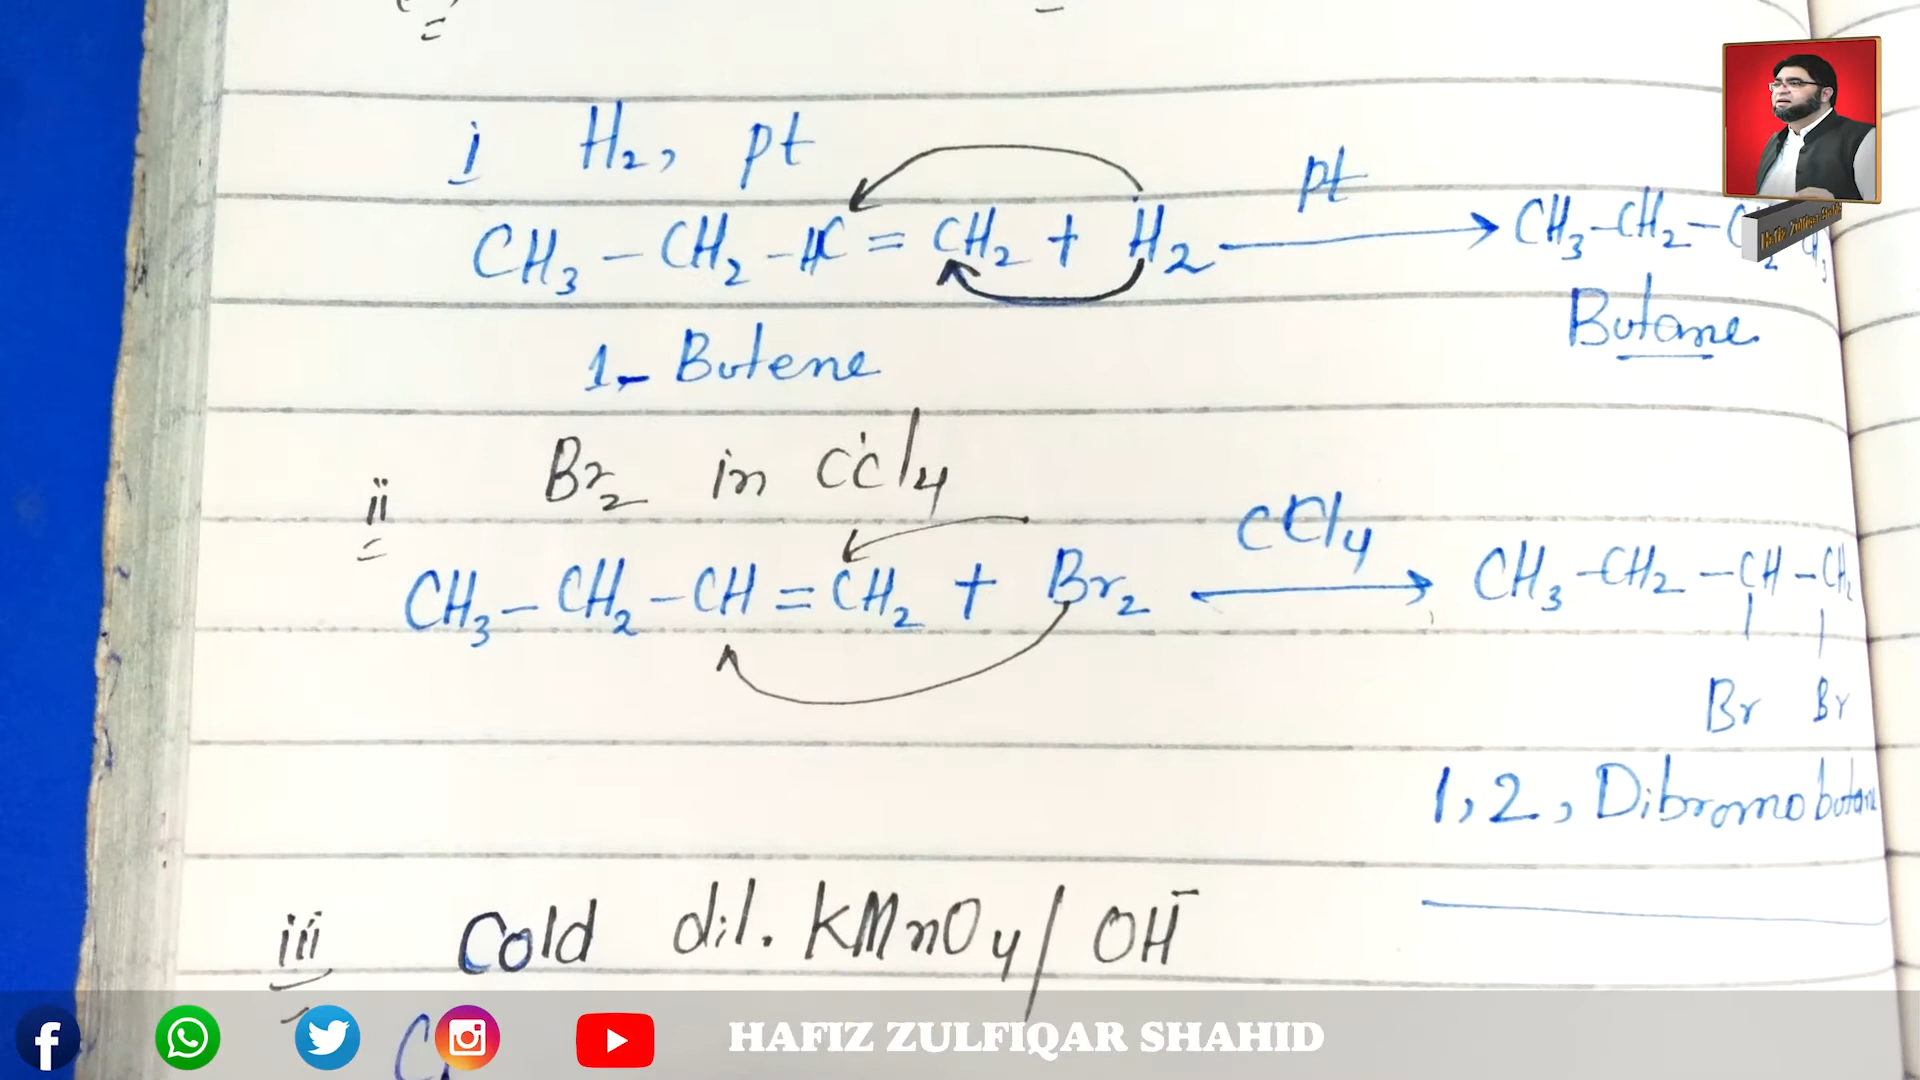 i H₂, pt
CH₃ – CH₂ – HC = CH₂ + H₂ —pt→ CH₃–CH₂–CH₂
1- Butene
Butane
ii Br₂ in CCl₄
CH₃ – CH₂ – CH = CH₂ + Br₂ —CCl₄→ CH₃ – CH₂ – CH – CH₂
Br Br
1,2, Dibromobutane
iii Cold dil. KMnO₄/OH⁻
HAFIZ ZULFIQAR SHAHID